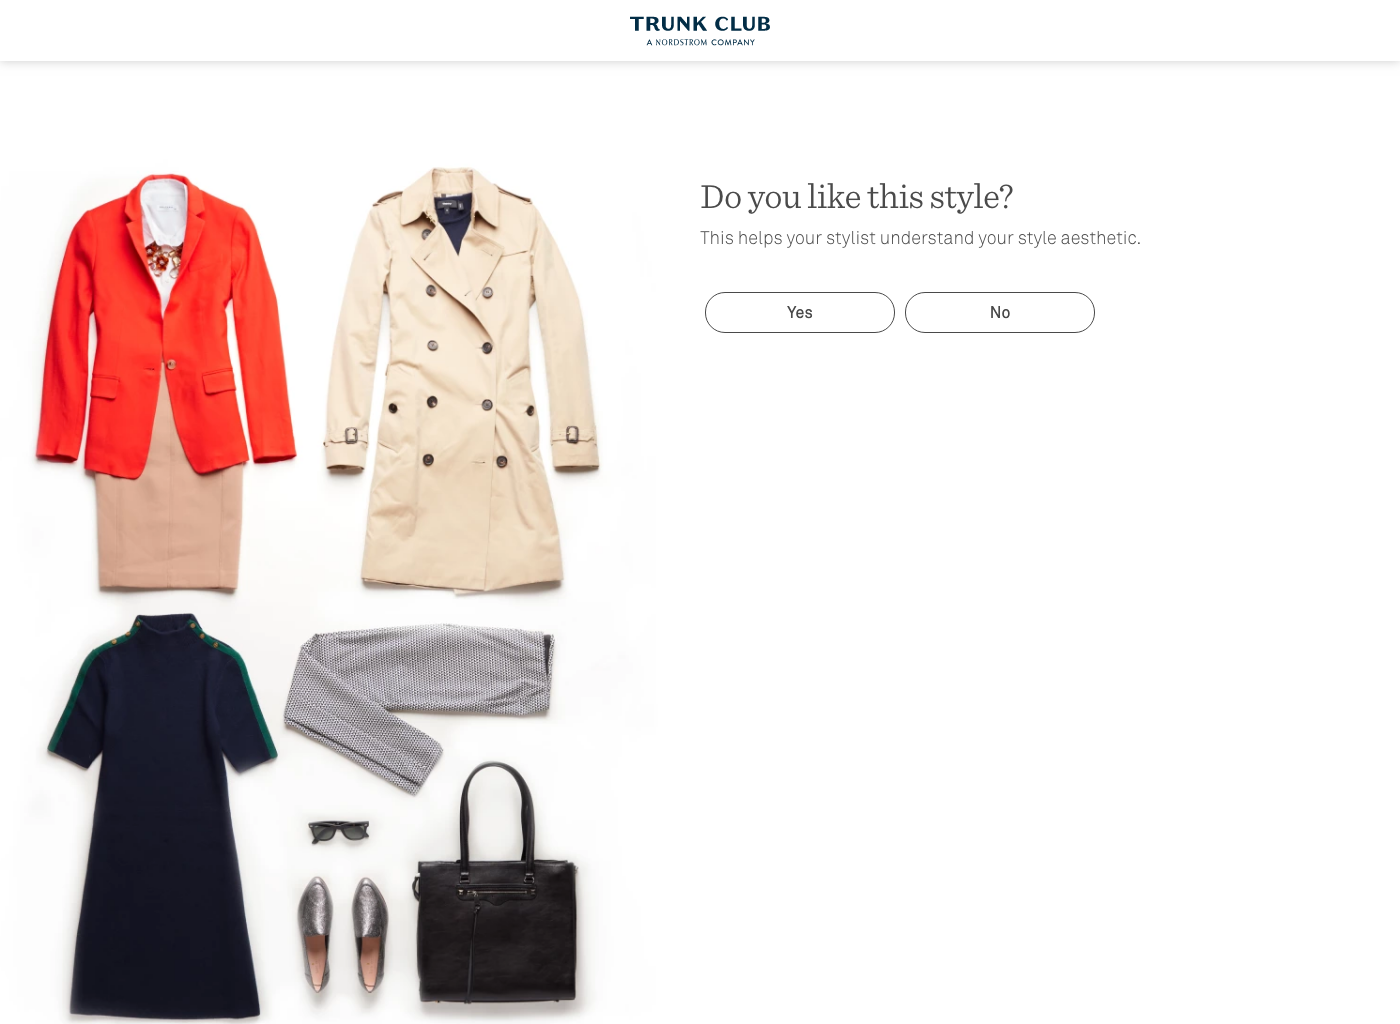 TRUNK CLUB
A NORDSTROM COMPANY
Do you like this style?
This helps your stylist understand your style aesthetic.
Yes
No